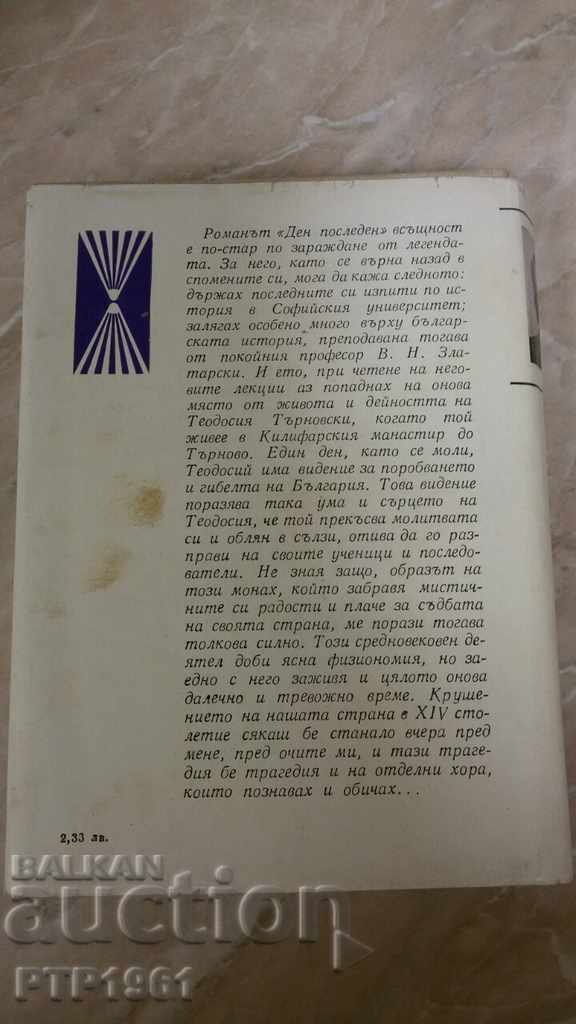 Романът «Ден последен» всъщност
е по-стар по зараждане от легенда-
та. За него, като се върна назад в
спомените си, мога да кажа следното:
държах последните си изпити по ис-
тория в Софийския университет;
залягах особено много върху българ-
ската история, преподавана тогава
от покойния професор В. Н. Зла-
тарски. И ето, при четене на него-
вите лекции аз попаднах на онова
място от живота и дейността на
Теодосия Търновски, когато той
живее в Килифарския манастир до
Търново. Един ден, като се моли,
Теодосий има видение за поробването
и гибелта на България. Това видение
поразява така ума и сърцето на
Теодосия, че той прекъсва молитвата
си и облян в сълзи, отива да го раз-
прави на своите ученици и последо-
ватели. Не зная защо, образът на
този монах, който забравя мистич-
ните си радости и плаче за съдбата
на своята страна, ме порази тогава
толкова силно. Този средновековен де-
ятел доби ясна физиономия, но за-
едно с него заживя и цялото онова
далечно и тревожно време. Круше-
нието на нашата страна в XIV сто-
летие сякаш бе станало вчера пред
мене, пред очите ми, и тази траге-
дия бе трагедия и на отделни хора,
които познавах и обичах...
2,33 лв.
BALKAN
auction
PTP1961